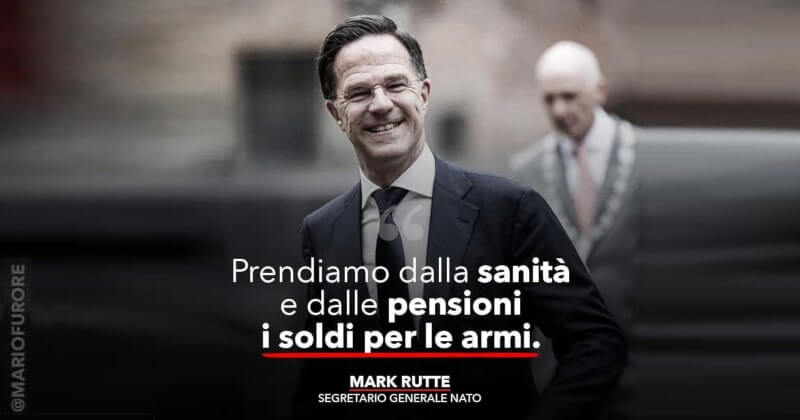 @MARIOFURORE
“
Prendiamo dalla sanità
e dalle pensioni
i soldi per le armi.
MARK RUTTE
SEGRETARIO GENERALE NATO